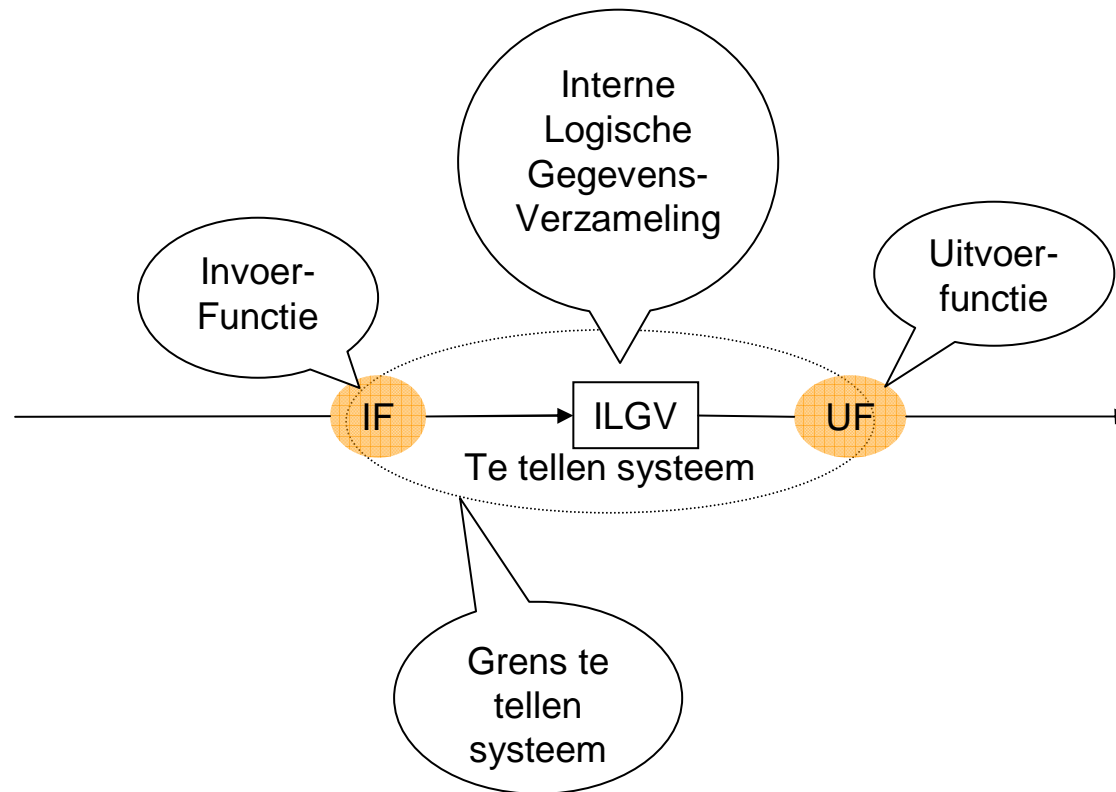 Interne
Logische
Gegevens-
Verzameling
Invoer-
Functie
Uitvoer-
functie
IF
ILGV
UF
Te tellen systeem
Grens te
tellen
systeem